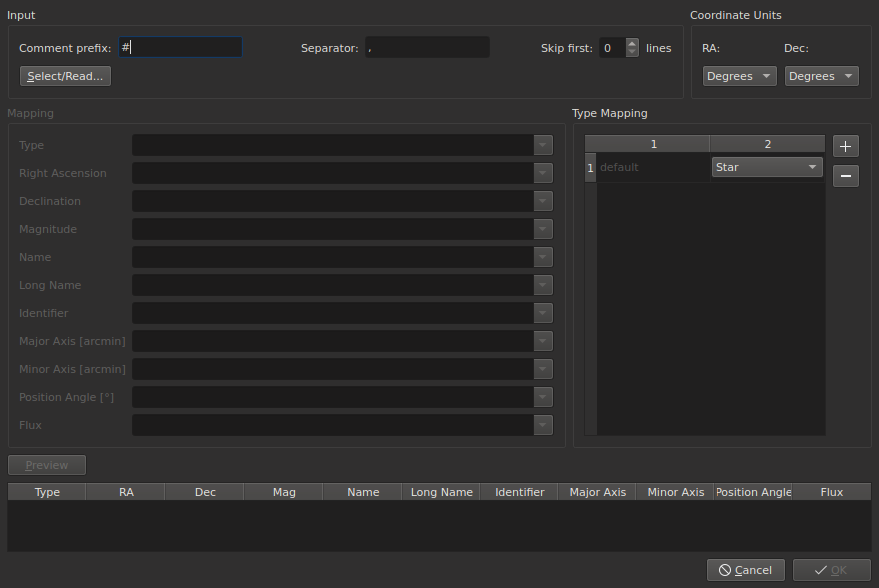 Input
Coordinate Units
Comment prefix: #
Separator: ,
Skip first: 0 lines
RA:
Dec:
Select/Read...
Degrees
Degrees
Mapping
Type Mapping
Type
Right Ascension
Declination
Magnitude
Name
Long Name
Identifier
Major Axis [arcmin]
Minor Axis [arcmin]
Position Angle [°]
Flux
1 2
1 default Star
Preview
Type RA Dec Mag Name Long Name Identifier Major Axis Minor Axis Position Angle Flux
Cancel
OK